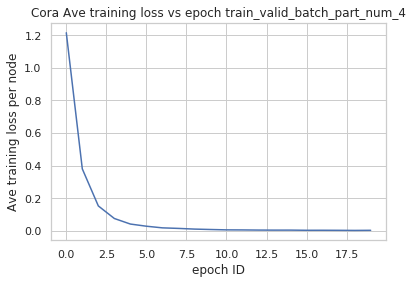 Cora Ave training loss vs epoch train_valid_batch_part_num_4
1.2
1.0
0.8
0.6
0.4
0.2
0.0
Ave training loss per node
0.0 2.5 5.0 7.5 10.0 12.5 15.0 17.5
epoch ID